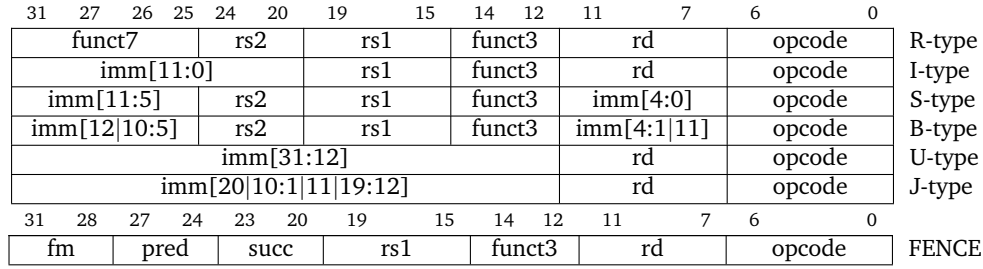 31 27 26 25 24 20 19 15 14 12 11 7 6 0
funct7 rs2 rs1 funct3 rd opcode R-type
imm[11:0] rs1 funct3 rd opcode I-type
imm[11:5] rs2 rs1 funct3 imm[4:0] opcode S-type
imm[12|10:5] rs2 rs1 funct3 imm[4:1|11] opcode B-type
imm[31:12] rd opcode U-type
imm[20|10:1|11|19:12] rd opcode J-type
31 28 27 24 23 20 19 15 14 12 11 7 6 0
fm pred succ rs1 funct3 rd opcode FENCE